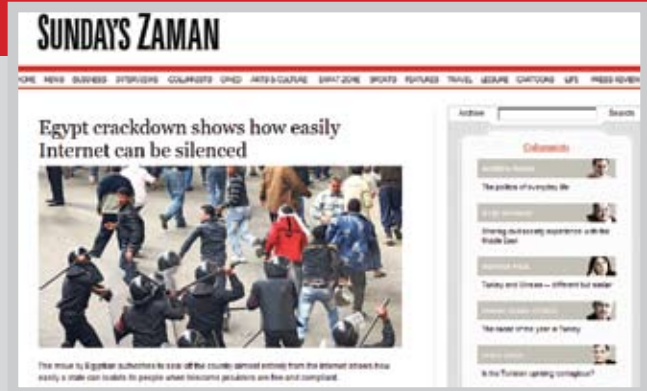 SUNDAY'S ZAMAN
HOME NEWS BUSINESS INTERVIEWS COLUMNISTS OP-ED ARTS & CULTURE EXPAT ZONE SPORTS FEATURES TRAVEL LEISURE CARTOONS LIFE PRESS REVIEW
Archive Search
Egypt crackdown shows how easily
Internet can be silenced
Columnists
The politics of everyday life
Sharing civil society experience with the
Middle East
Turkey and Greece — different but similar
The of the year in Turkey
Is the Tunisian uprising contagious?
The move by Egyptian authorities to seal off the country almost entirely from the Internet shows how
easily a state can isolate its people when telecoms providers are few and compliant.